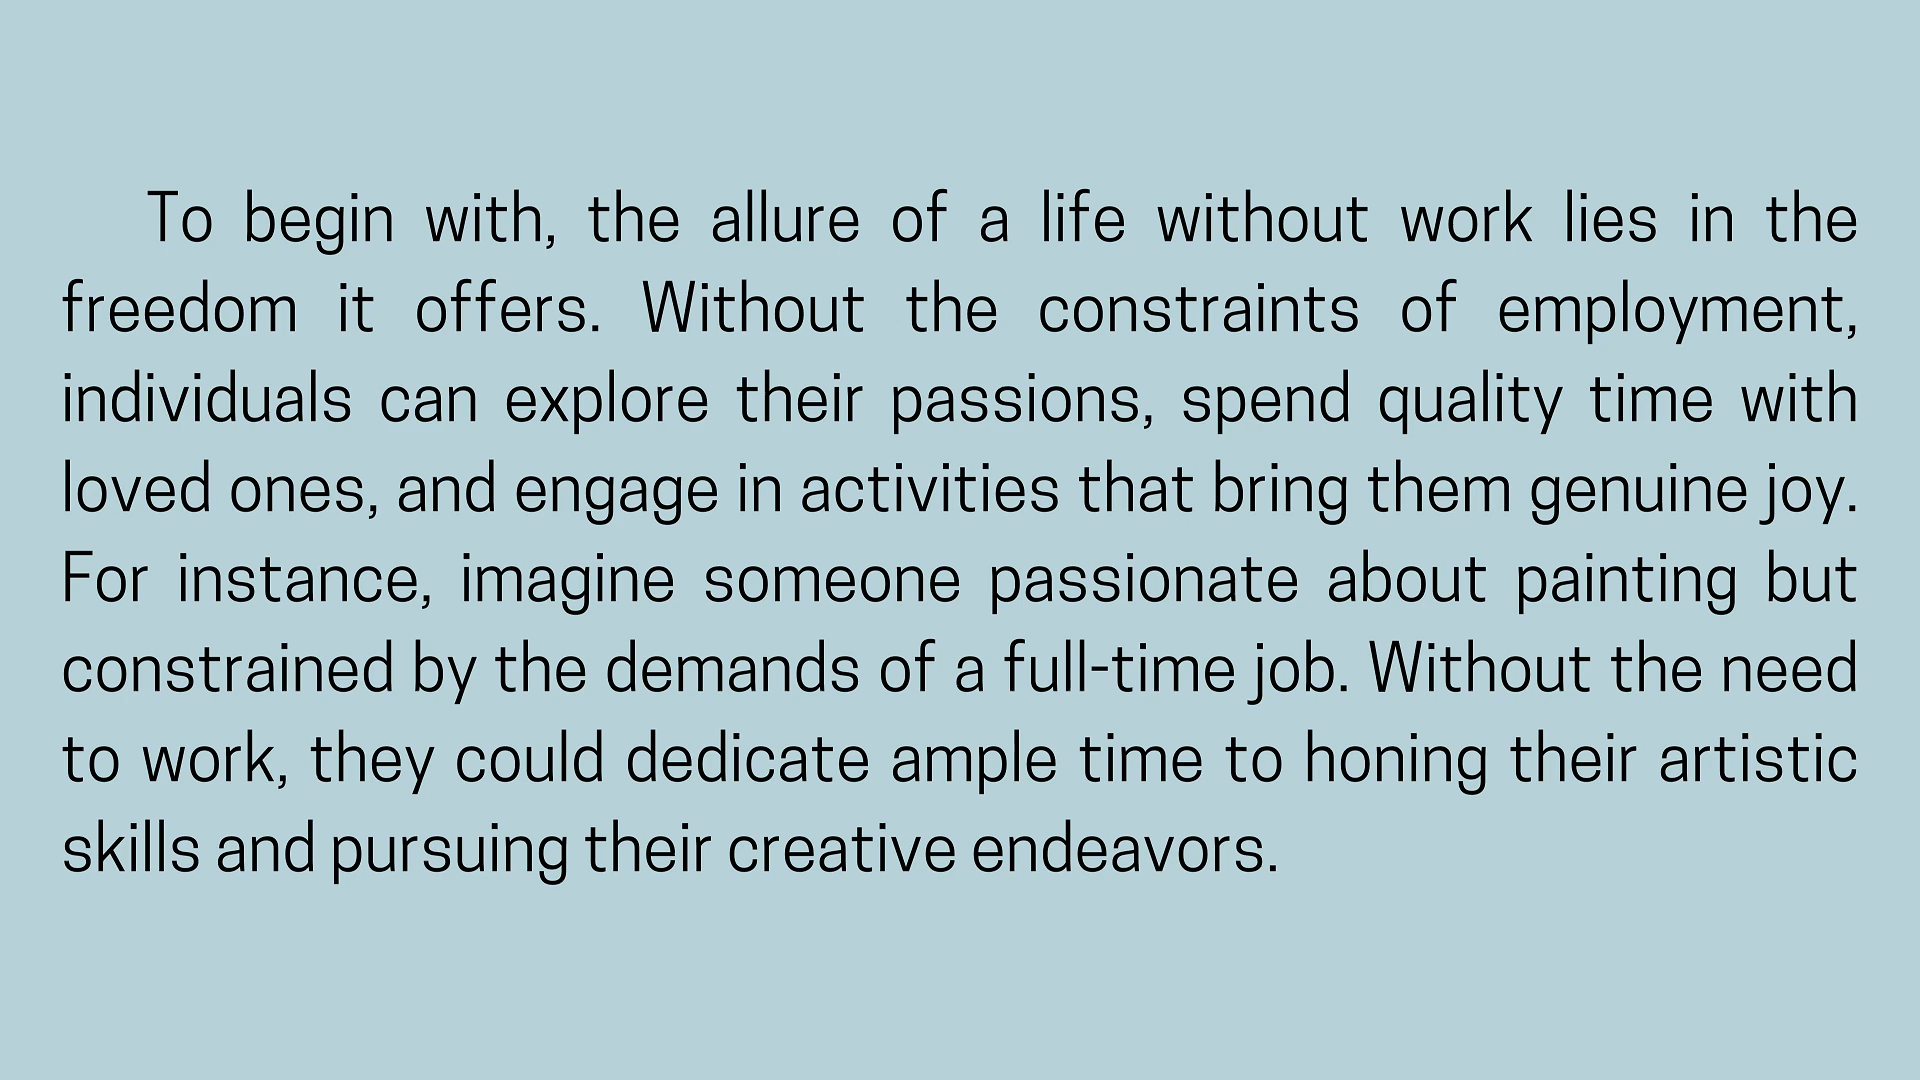 To begin with, the allure of a life without work lies in the
freedom it offers. Without the constraints of employment,
individuals can explore their passions, spend quality time with
loved ones, and engage in activities that bring them genuine joy.
For instance, imagine someone passionate about painting but
constrained by the demands of a full-time job. Without the need
to work, they could dedicate ample time to honing their artistic
skills and pursuing their creative endeavors.